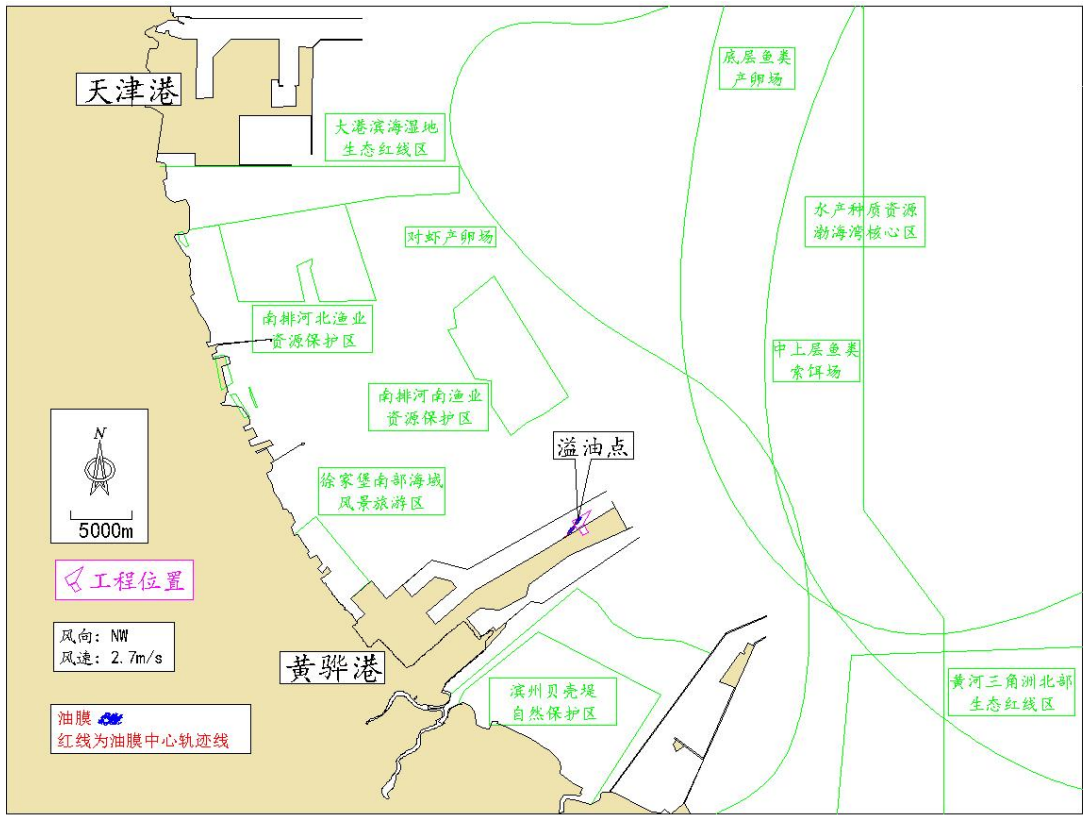 天津港
大港滨海湿地
生态红线区
底层鱼类
产卵场
水产种质资源
渤海湾核心区
对虾产卵场
南排河北渔业
资源保护区
中上层鱼类
索饵场
南排河南渔业
资源保护区
溢油点
徐家堡南部海域
风景旅游区
N
5000m
工程位置
风向: NW
风速: 2.7m/s
黄骅港
滨州贝壳堤
自然保护区
黄河三角洲北部
生态红线区
油膜
红线为油膜中心轨迹线